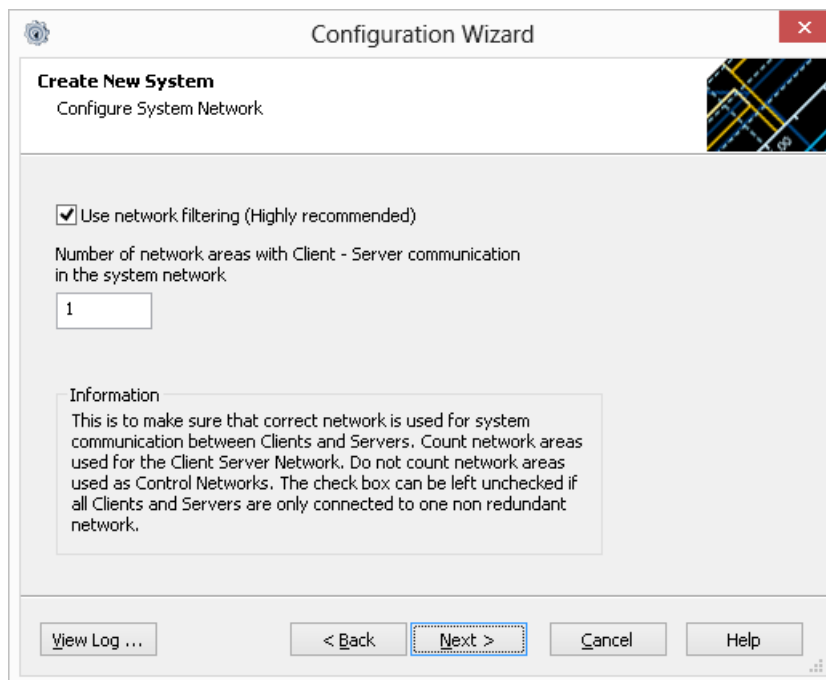 Configuration Wizard
Create New System
Configure System Network
Use network filtering (Highly recommended)
Number of network areas with Client - Server communication
in the system network
1
Information
This is to make sure that correct network is used for system
communication between Clients and Servers. Count network areas
used for the Client Server Network. Do not count network areas
used as Control Networks. The check box can be left unchecked if
all Clients and Servers are only connected to one non redundant
network.
View Log ...
< Back
Next >
Cancel
Help